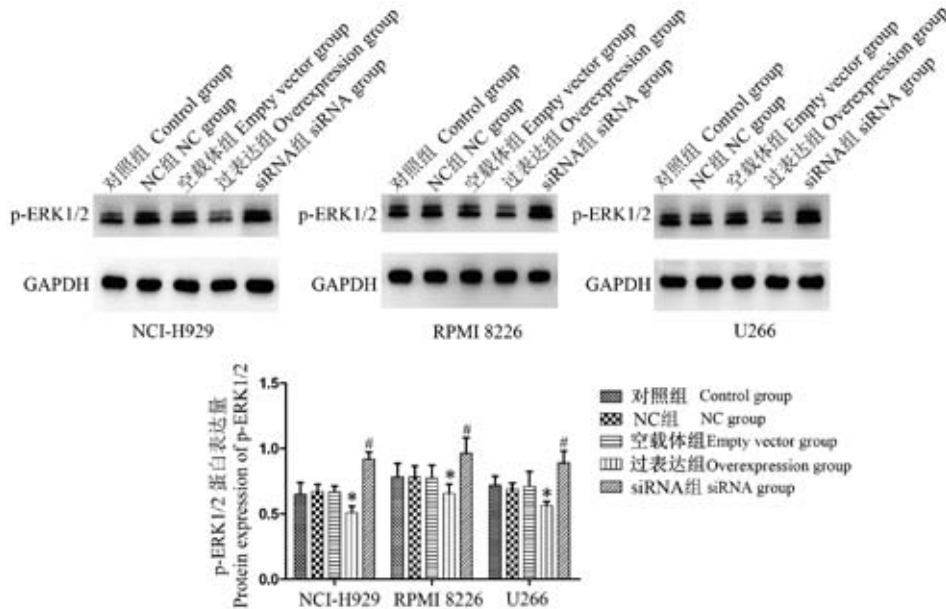 对照组 Control group
NC组 NC group
空载体组 Empty vector group
过表达组 Overexpression group
siRNA组 siRNA group
对照组 Control group
NC组 NC group
空载体组 Empty vector group
过表达组 Overexpression group
siRNA组 siRNA group
对照组 Control group
NC组 NC group
空载体组 Empty vector group
过表达组 Overexpression group
siRNA组 siRNA group
p-ERK1/2
p-ERK1/2
p-ERK1/2
GAPDH
GAPDH
GAPDH
NCI-H929
RPMI 8226
U266
p-ERK1/2 蛋白表达量
Protein expression of p-ERK1/2
1.5
1.0
0.5
0.0
* #
* #
* #
NCI-H929 RPMI 8226 U266
对照组 Control group
NC组 NC group
空载体组 Empty vector group
过表达组 Overexpression group
siRNA组 siRNA group